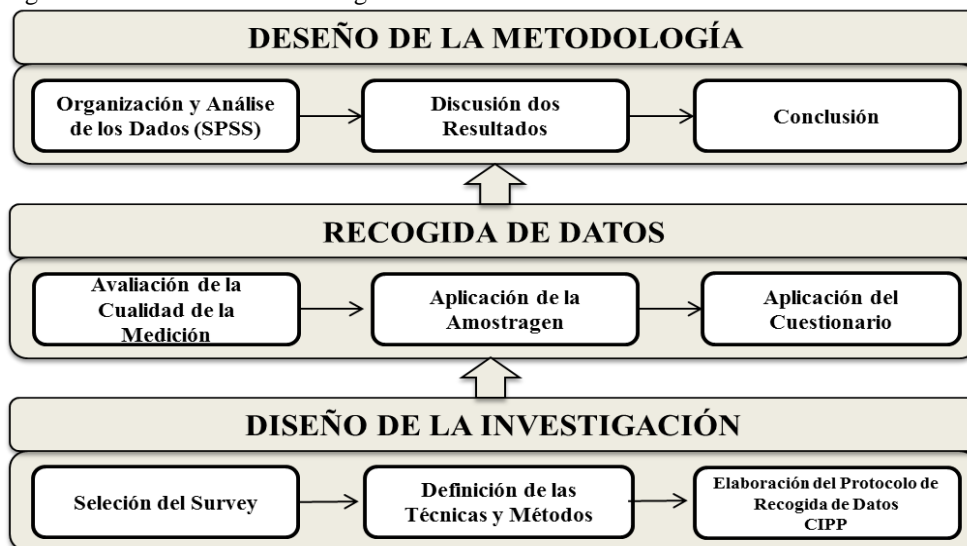 DESEÑO DE LA METODOLOGÍA
Organización y Análise
de los Dados (SPSS)
Discusión dos
Resultados
Conclusión
RECOGIDA DE DATOS
Avaliación de la
Cualidad de la
Medición
Aplicación de la
Amostragen
Aplicación del
Cuestionario
DISEÑO DE LA INVESTIGACIÓN
Seleción del Survey
Definición de las
Técnicas y Métodos
Elaboración del Protocolo de
Recogida de Datos
CIPP